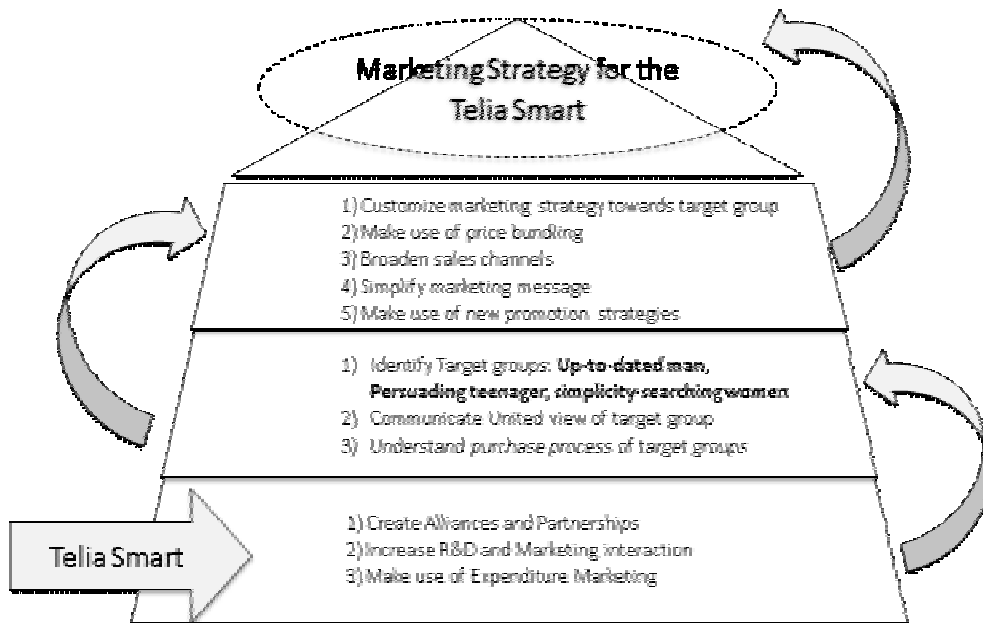 Marketing Strategy for the
Telia Smart
1) Customize marketing strategy towards target group
2) Make use of price bundling
3) Broaden sales channels
4) Simplify marketing message
5) Make use of new promotion strategies
1) Identify Target groups: Up-to-dated man,
Persuading teenager, simplicity searching women
2) Communicate United view of target group
3) Understand purchase process of target groups
Telia Smart
1) Create Alliances and Partnerships
2) Increase R&D and Marketing interaction
3) Make use of Expenditure Marketing